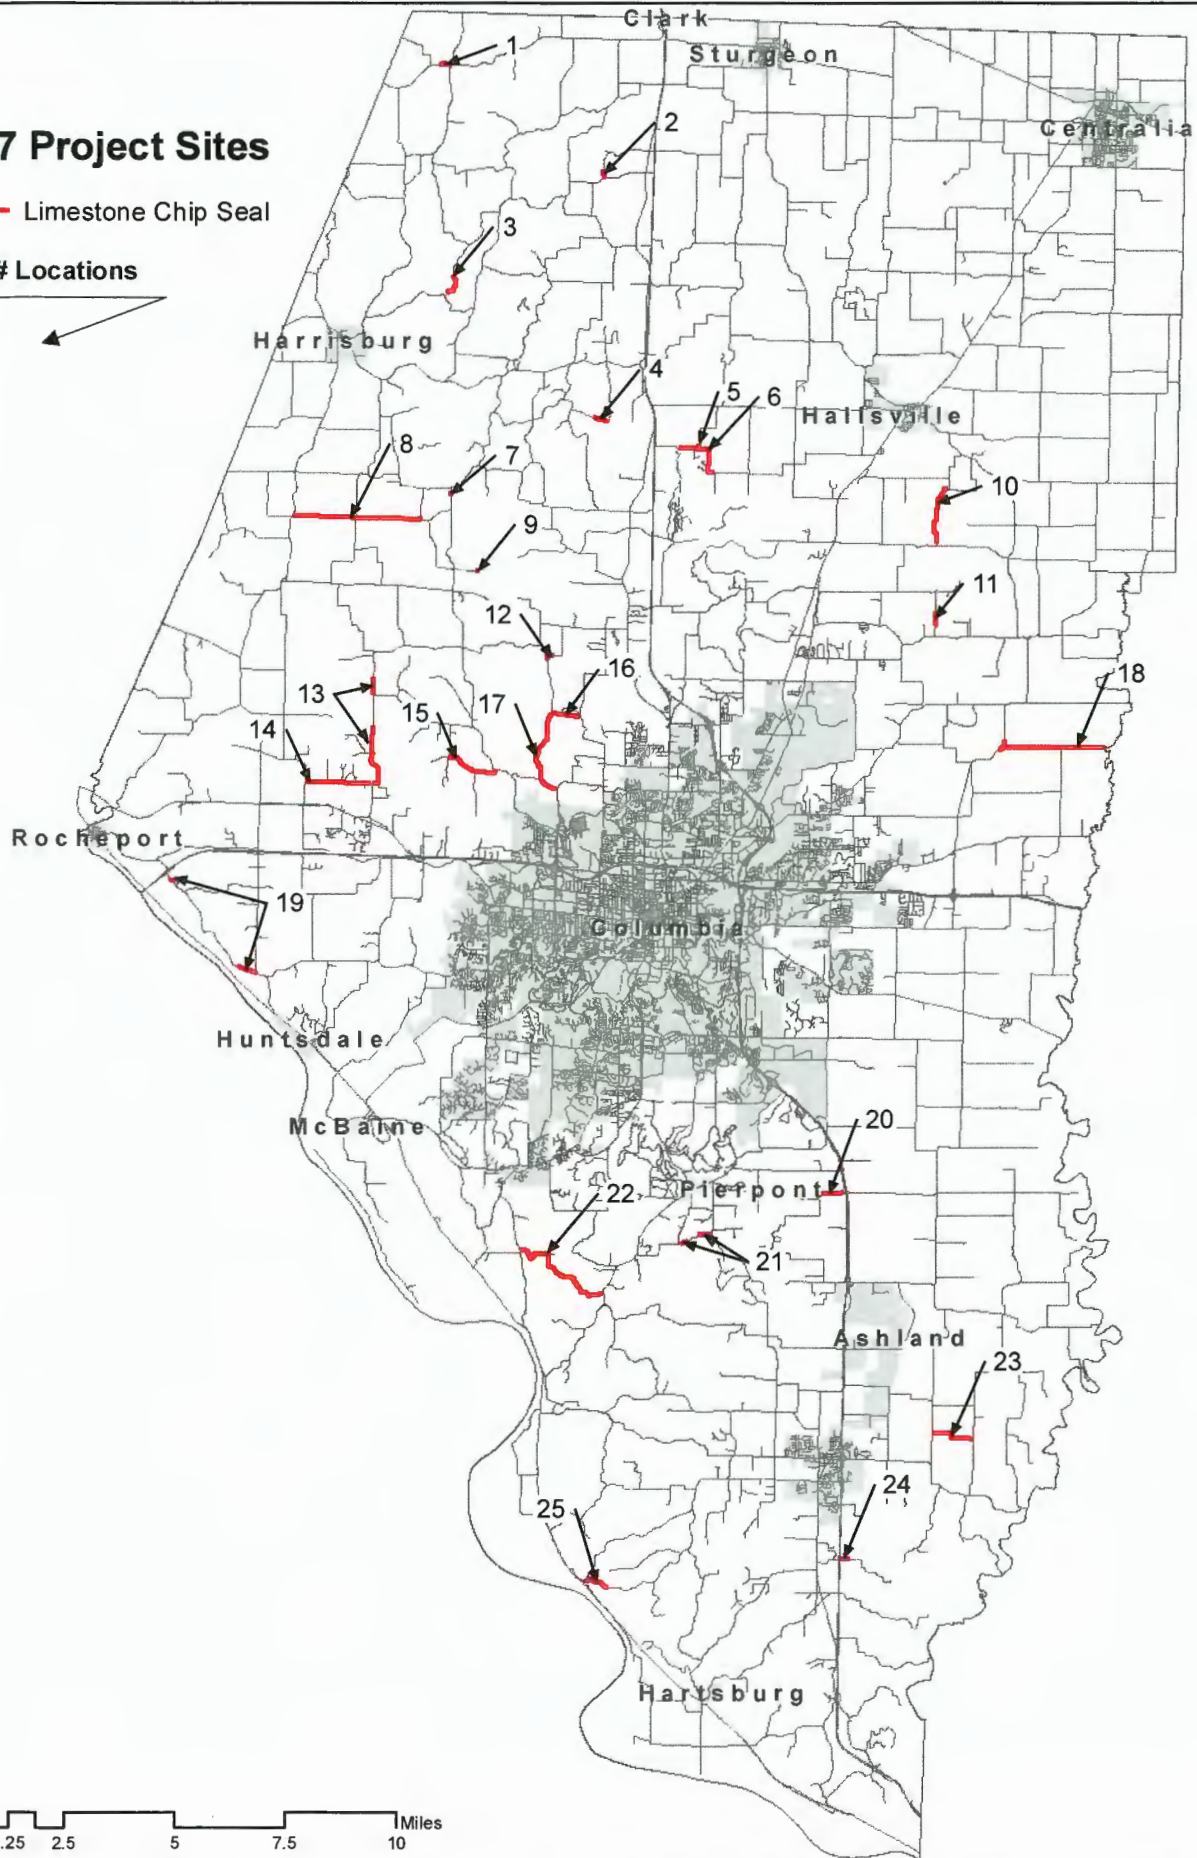 Clark
1
Sturgeon
2
Centralia
7 Project Sites
Limestone Chip Seal
3
# Locations
Harrisburg
4
5
6
Hallsville
8
7
10
9
11
12
16
18
13
17
15
14
Rocheport
19
Columbia
Huntsdale
McBaine
20
Pierpont
22
21
Ashland
23
24
25
Hartsburg
Miles
.25 2.5 5 7.5 10